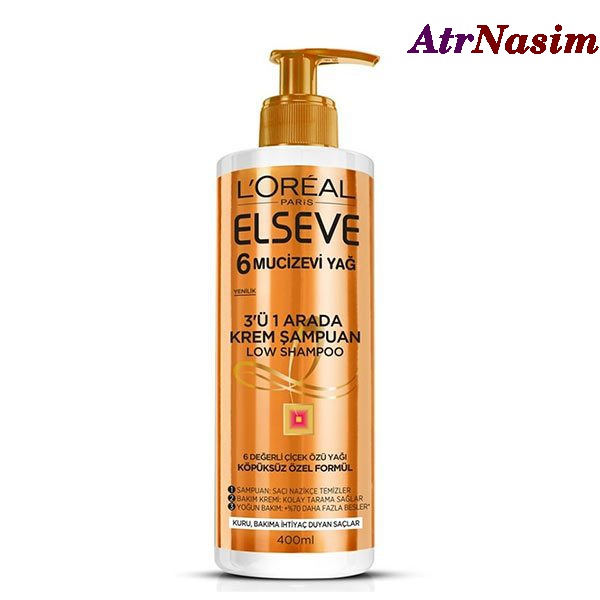 AtrNasim
L'ORÉAL
PARIS
ELSEVE
6 MUCİZEVİ YAĞ
YENİLİK
3'Ü 1 ARADA
KREM ŞAMPUAN
LOW SHAMPOO
6 DEĞERLİ ÇİÇEK ÖZÜ YAĞI
KÖPÜKSÜZ ÖZEL FORMÜL
1 ŞAMPUAN: SAÇI NAZİKÇE TEMİZLER
2 BAKIM KREMİ: KOLAY TARAMA SAĞLAR
3 YOĞUN BAKIM: +%70 DAHA FAZLA BESLER*
KURU, BAKIMA İHTİYAÇ DUYAN SAÇLAR
400ml